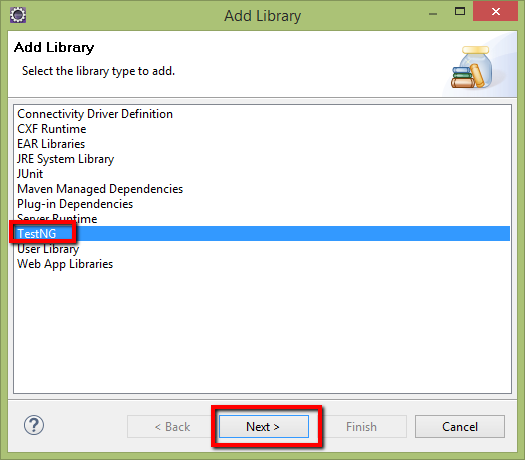 Add Library
Add Library
Select the library type to add.
Connectivity Driver Definition
CXF Runtime
EAR Libraries
JRE System Library
JUnit
Maven Managed Dependencies
Plug-in Dependencies
Server Runtime
TestNG
User Library
Web App Libraries
? < Back Next > Finish Cancel